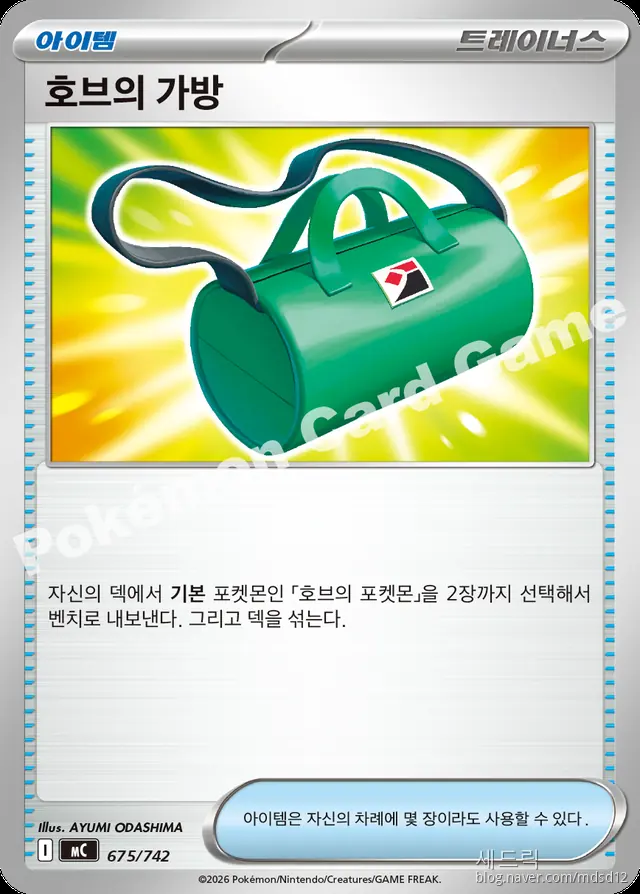 아이템
트레이너스
호브의 가방
Pokémon Card Game
자신의 덱에서 기본 포켓몬인 「호브의 포켓몬」을 2장까지 선택해서
벤치로 내보낸다. 그리고 덱을 섞는다.
아이템은 자신의 차례에 몇 장이라도 사용할 수 있다.
Illus. AYUMI ODASHIMA
I MC 675/742
©2026 Pokémon/Nintendo/Creatures/GAME FREAK.
세드릭
blog.naver.com/mdsd12